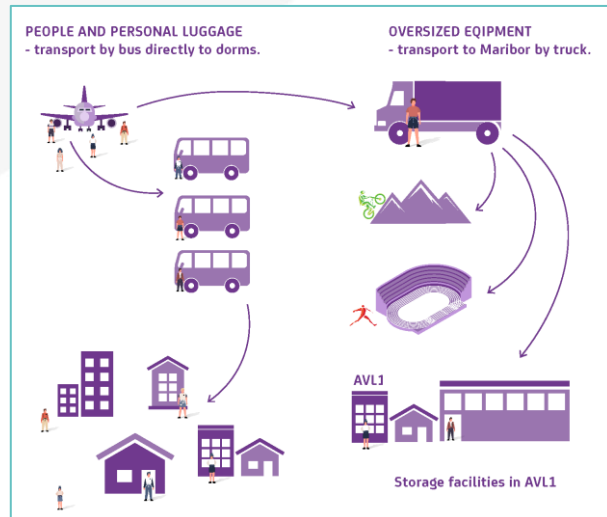 PEOPLE AND PERSONAL LUGGAGE
- transport by bus directly to dorms.
OVERSIZED EQIPMENT
- transport to Maribor by truck.
AVL1
Storage facilities in AVL1